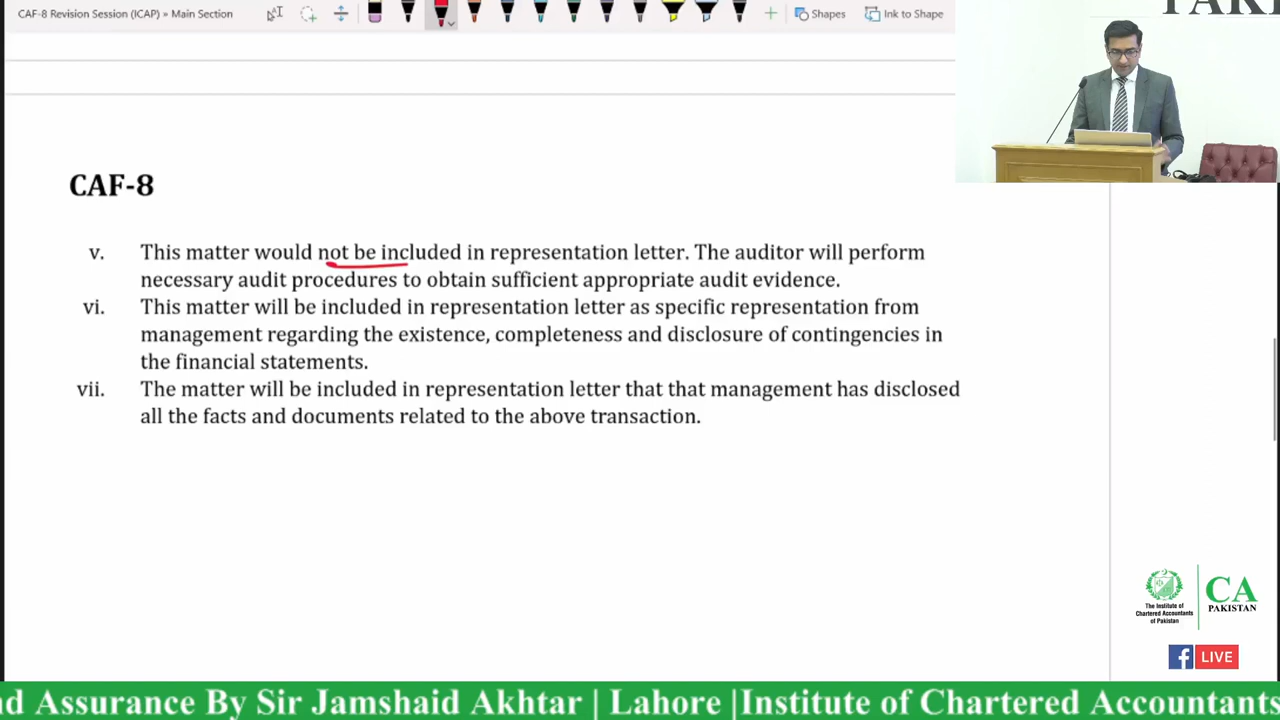 CAF-8 Revision Session (ICAP) » Main Section
Shapes
Ink to Shape
CAF-8
v. This matter would not be included in representation letter. The auditor will perform
necessary audit procedures to obtain sufficient appropriate audit evidence.
vi. This matter will be included in representation letter as specific representation from
management regarding the existence, completeness and disclosure of contingencies in
the financial statements.
vii. The matter will be included in representation letter that that management has disclosed
all the facts and documents related to the above transaction.
The Institute of
Chartered Accountants
of Pakistan
CA
PAKISTAN
f LIVE
nd Assurance By Sir Jamshaid Akhtar | Lahore |Institute of Chartered Accountants